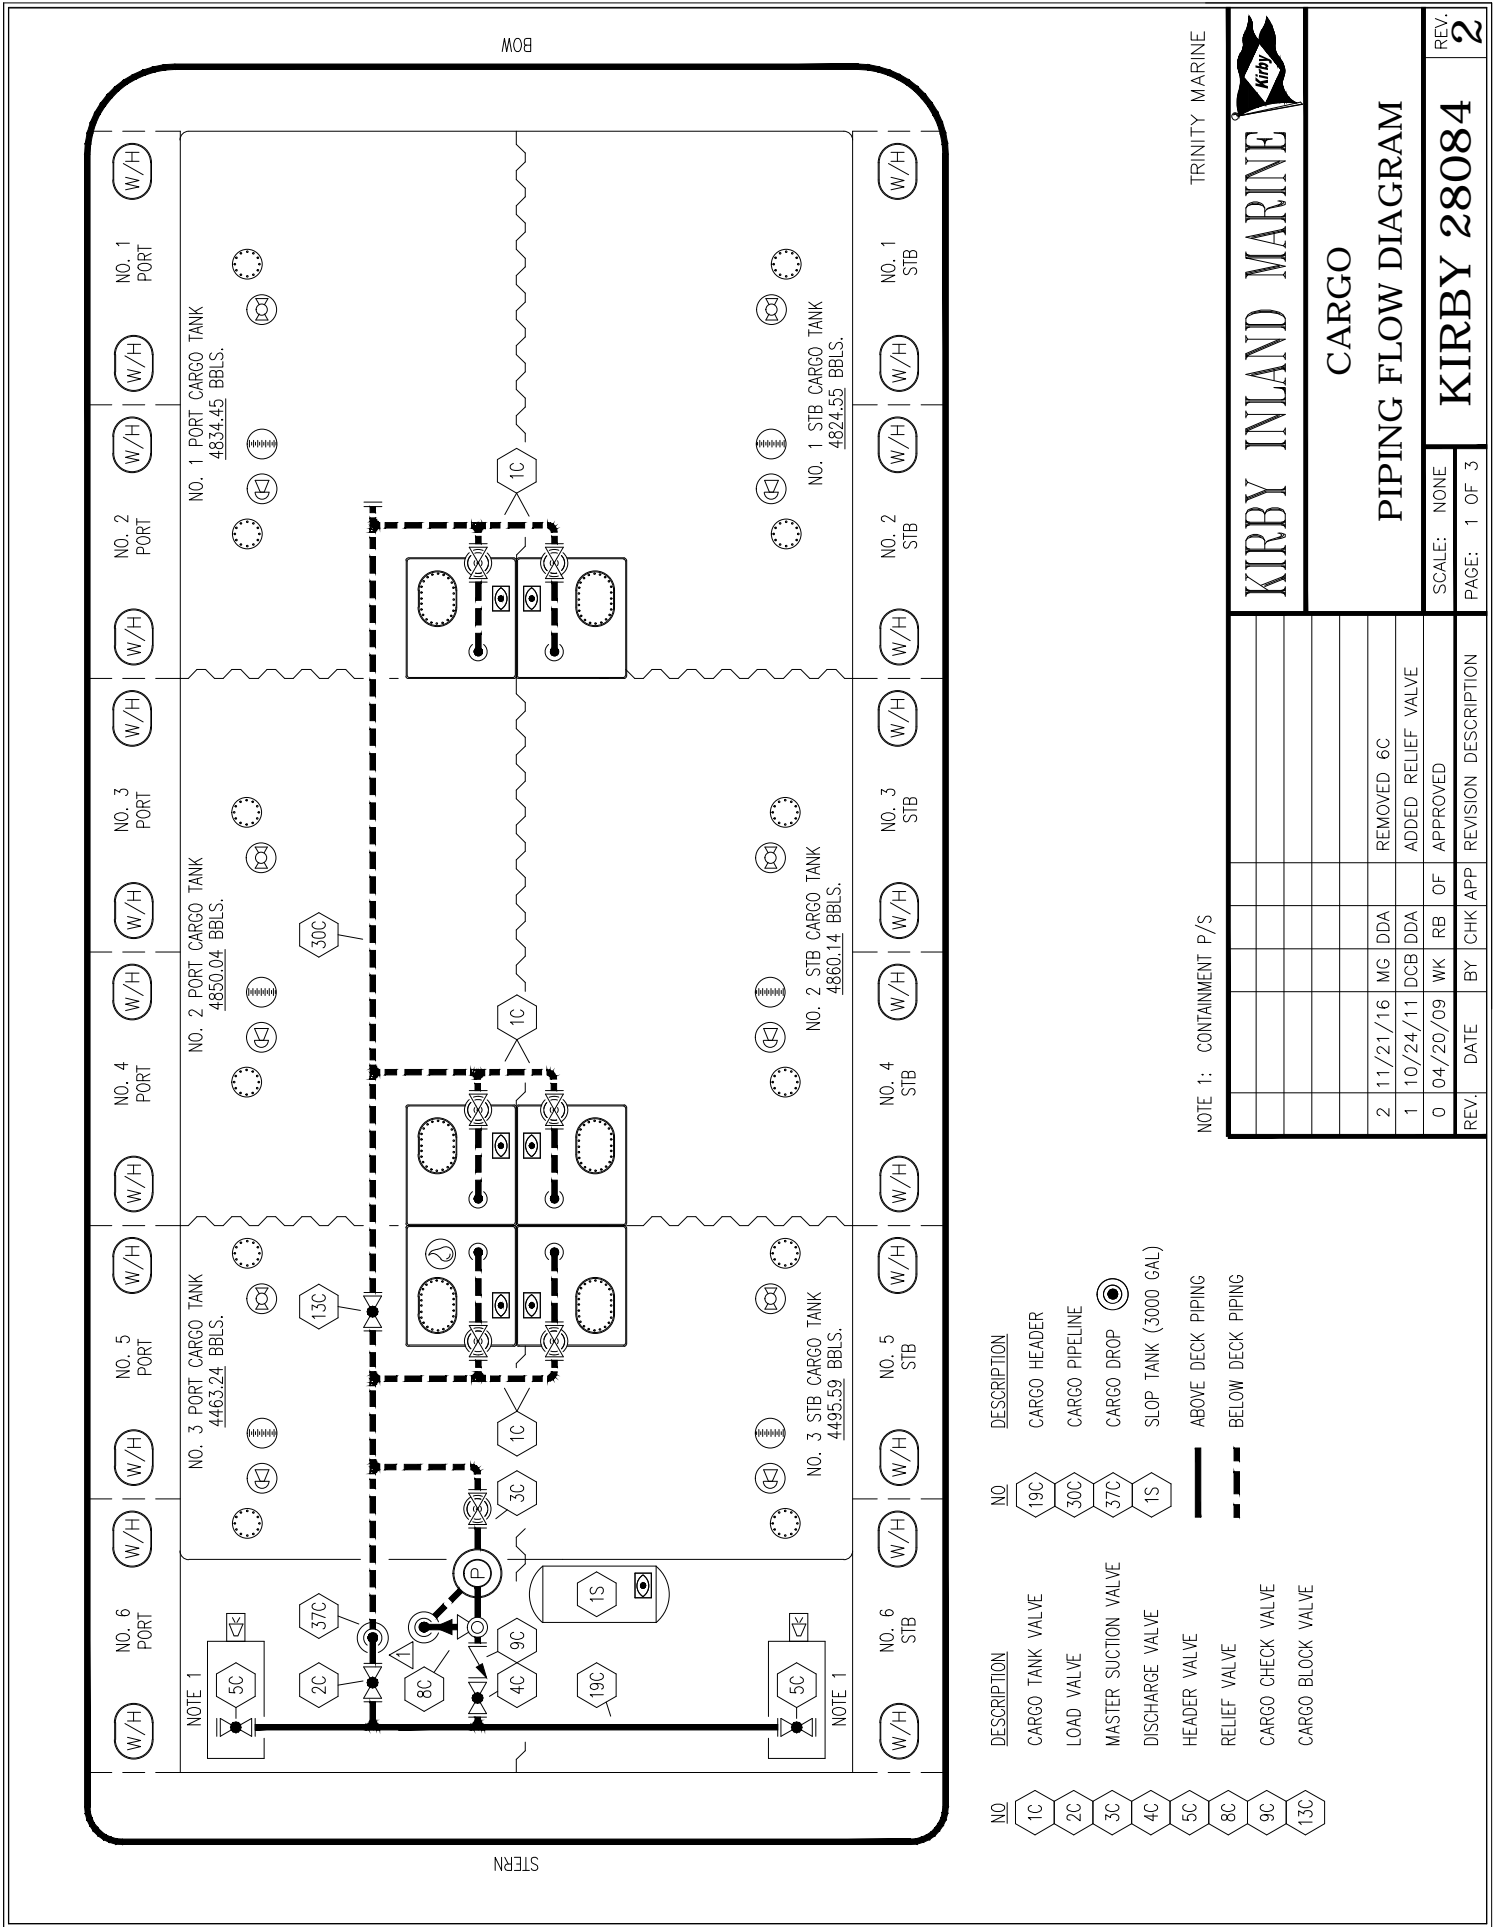 BOW
STERN
W/H
W/H
W/H
W/H
W/H
W/H
W/H
W/H
W/H
W/H
W/H
W/H
NO. 6
PORT
NO. 5
PORT
NO. 4
PORT
NO. 3
PORT
NO. 2
PORT
NO. 1
PORT
NO. 3 PORT CARGO TANK
4463.24 BBLS.
NO. 2 PORT CARGO TANK
4850.04 BBLS.
NO. 1 PORT CARGO TANK
4834.45 BBLS.
NOTE 1
5C
2C
37C
13C
30C
1
8C
P
4C
9C
3C
1C
1C
1C
19C
1S
5C
NOTE 1
NO. 3 STB CARGO TANK
4495.59 BBLS.
NO. 2 STB CARGO TANK
4860.14 BBLS.
NO. 1 STB CARGO TANK
4824.55 BBLS.
NO. 6
STB
NO. 5
STB
NO. 4
STB
NO. 3
STB
NO. 2
STB
NO. 1
STB
W/H
W/H
W/H
W/H
W/H
W/H
W/H
W/H
W/H
W/H
W/H
W/H
NO DESCRIPTION
1C CARGO TANK VALVE
2C LOAD VALVE
3C MASTER SUCTION VALVE
4C DISCHARGE VALVE
5C HEADER VALVE
8C RELIEF VALVE
9C CARGO CHECK VALVE
13C CARGO BLOCK VALVE
NO DESCRIPTION
19C CARGO HEADER
30C CARGO PIPELINE
37C CARGO DROP
1S SLOP TANK (3000 GAL)
ABOVE DECK PIPING
BELOW DECK PIPING
NOTE 1: CONTAINMENT P/S
TRINITY MARINE
2 11/21/16 MG DDA REMOVED 6C
1 10/24/11 DCB DDA ADDED RELIEF VALVE
0 04/20/09 WK RB OF APPROVED
REV. DATE BY CHK APP REVISION DESCRIPTION
KIRBY INLAND MARINE
Kirby
CARGO
PIPING FLOW DIAGRAM
SCALE: NONE
PAGE: 1 OF 3
KIRBY 28084
REV.
2